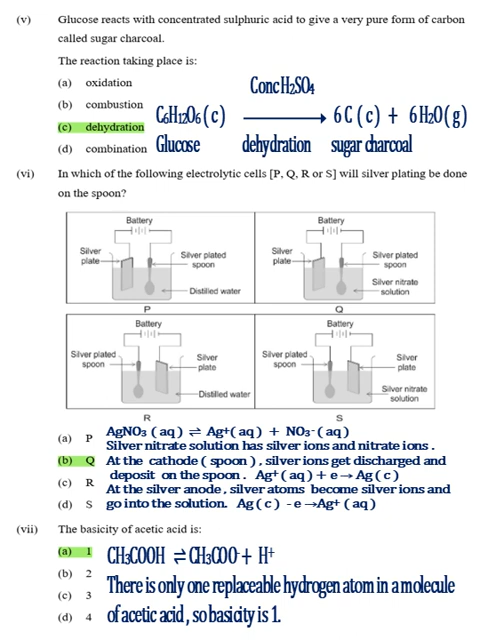 (v) Glucose reacts with concentrated sulphuric acid to give a very pure form of carbon
called sugar charcoal.
The reaction taking place is:
(a) oxidation
(b) combustion
(c) dehydration
(d) combination
Conc H₂SO₄
C₆H₁₂O₆ (c) ⟶ 6 C (c) + 6 H₂O(g)
Glucose dehydration sugar charcoal
(vi) In which of the following electrolytic cells [P, Q, R or S] will silver plating be done
on the spoon?
Battery
Silver
plate
Silver plated
spoon
Distilled water
P
Battery
Silver
plate
Silver plated
spoon
Silver nitrate
solution
Q
Battery
Silver plated
spoon
Silver
plate
Distilled water
R
Battery
Silver plated
spoon
Silver
plate
Silver nitrate
solution
S
(a) P
(b) Q
(c) R
(d) S
AgNO₃ (aq) ⇌ Ag⁺(aq) + NO₃⁻(aq)
Silver nitrate solution has silver ions and nitrate ions.
At the cathode ( spoon ), silver ions get discharged and
deposit on the spoon. Ag⁺(aq) + e → Ag (c)
At the silver anode, silver atoms become silver ions and
go into the solution. Ag (c) - e →Ag⁺ (aq)
(vii) The basicity of acetic acid is:
(a) 1
(b) 2
(c) 3
(d) 4
CH₃COOH ⇌ CH₃COO⁻ + H⁺
There is only one replaceable hydrogen atom in a molecule
of acetic acid, so basicity is 1.